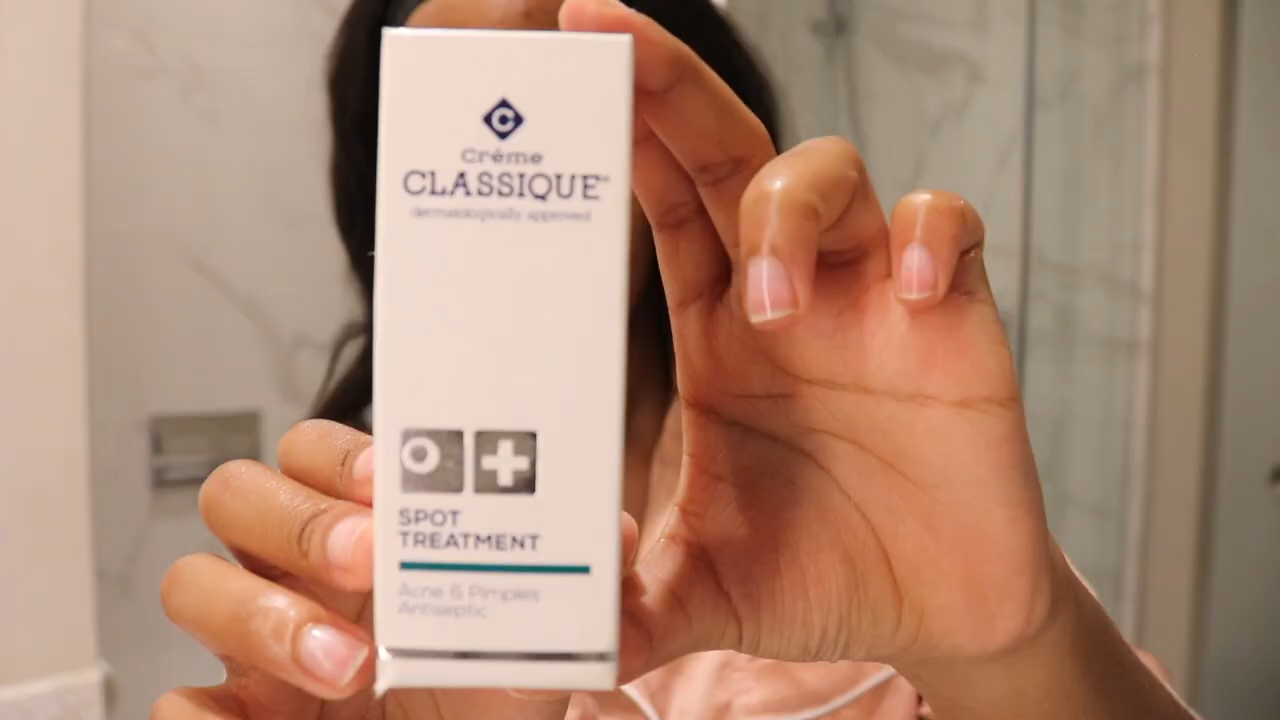 C
Crème
CLASSIQUE
dermatologically approved
SPOT
TREATMENT
Acne & Pimples
Antiseptic